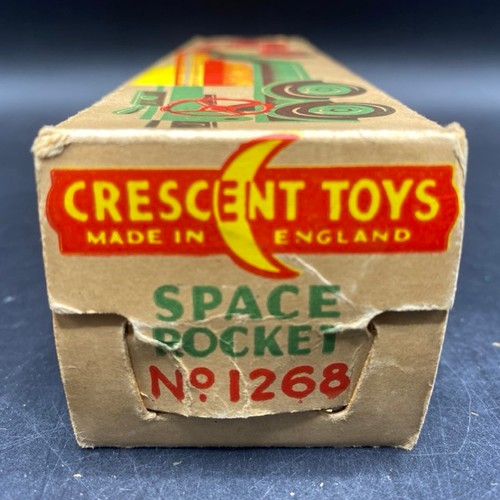 CRESCENT TOYS
MADE IN ENGLAND
SPACE
ROCKET
No 1268